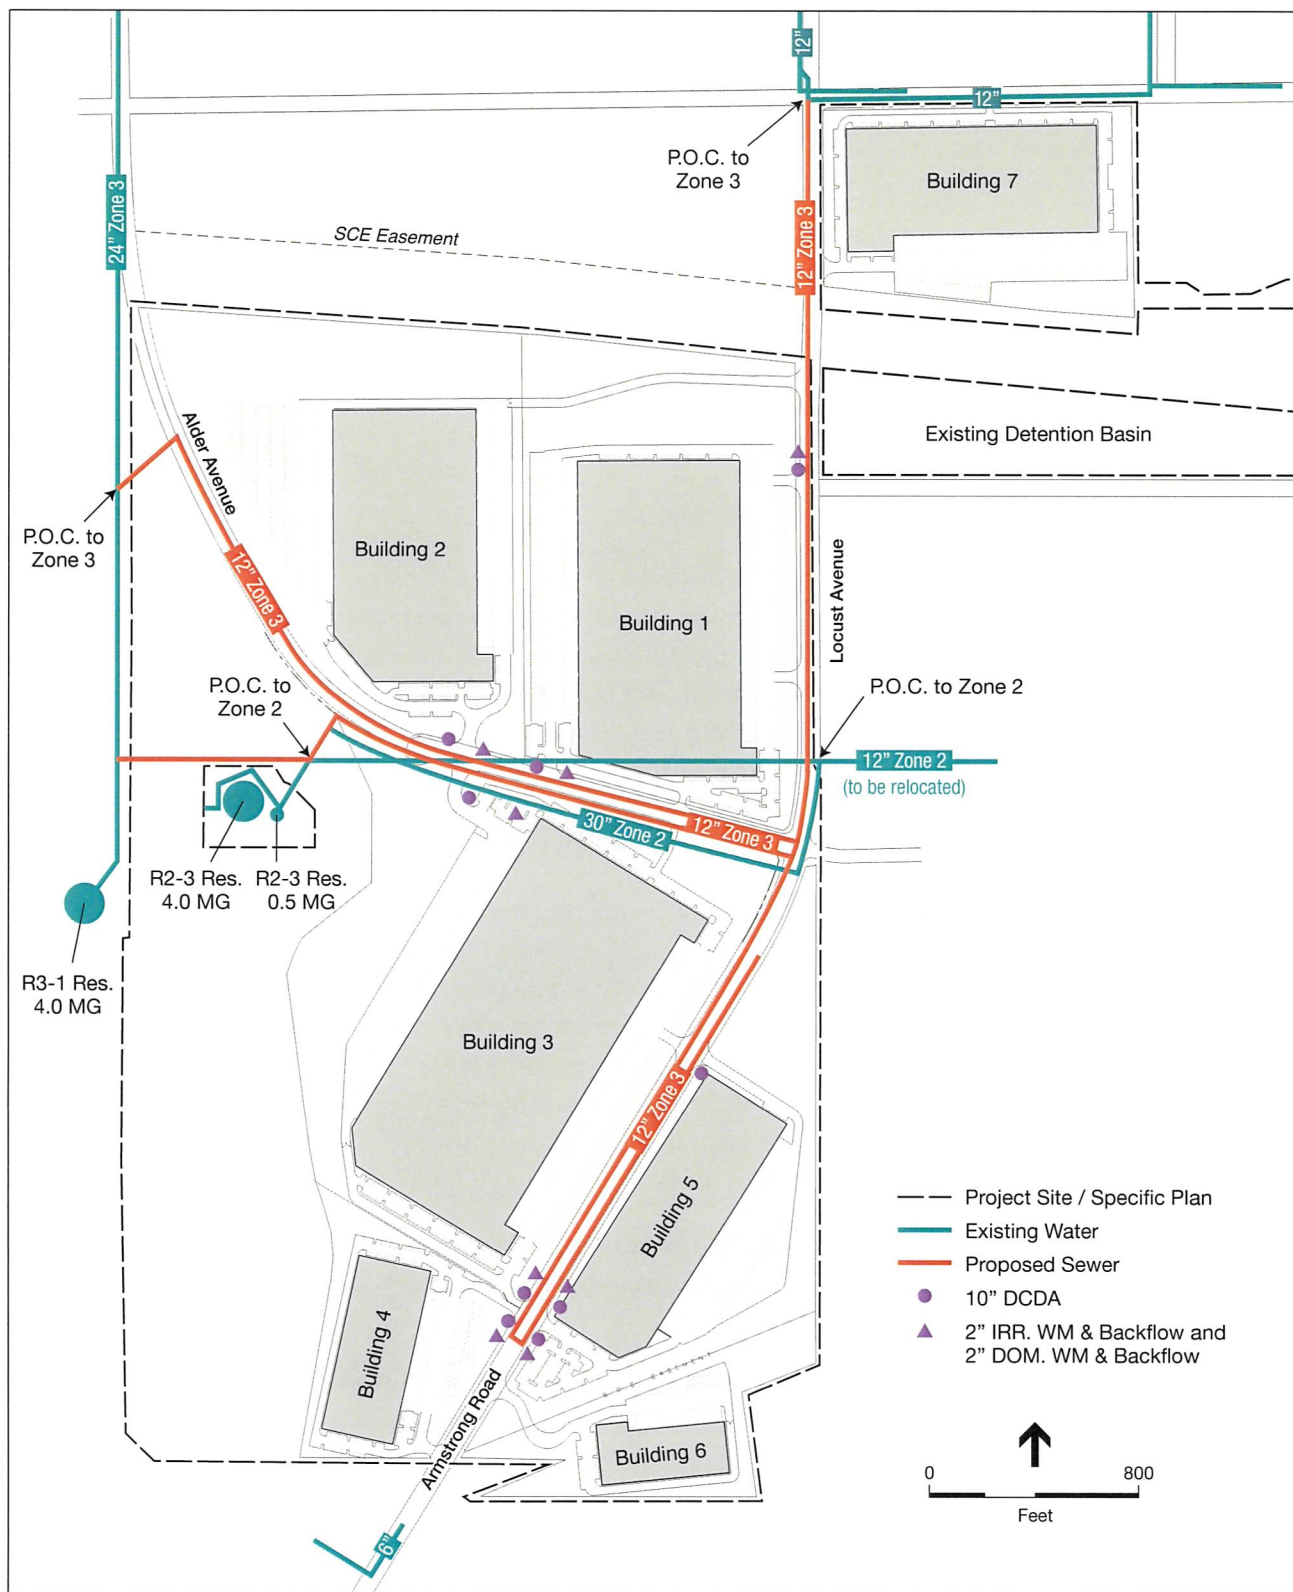 12"
12"
P.O.C. to
Zone 3
Building 7
24" Zone 3
SCE Easement
12" Zone 3
Alder Avenue
Existing Detention Basin
P.O.C. to
Zone 3
12" Zone 3
Building 2
Building 1
Locust Avenue
P.O.C. to
Zone 2
P.O.C. to Zone 2
12" Zone 2
(to be relocated)
30" Zone 2
12" Zone 3
R2-3 Res.
4.0 MG
R2-3 Res.
0.5 MG
R3-1 Res.
4.0 MG
Building 3
12" Zone 3
Building 5
Building 4
SCE EASEMENT
Armstrong Road
Building 6
6"
Project Site / Specific Plan
Existing Water
Proposed Sewer
10" DCDA
2" IRR. WM & Backflow and
2" DOM. WM & Backflow
0 800
Feet